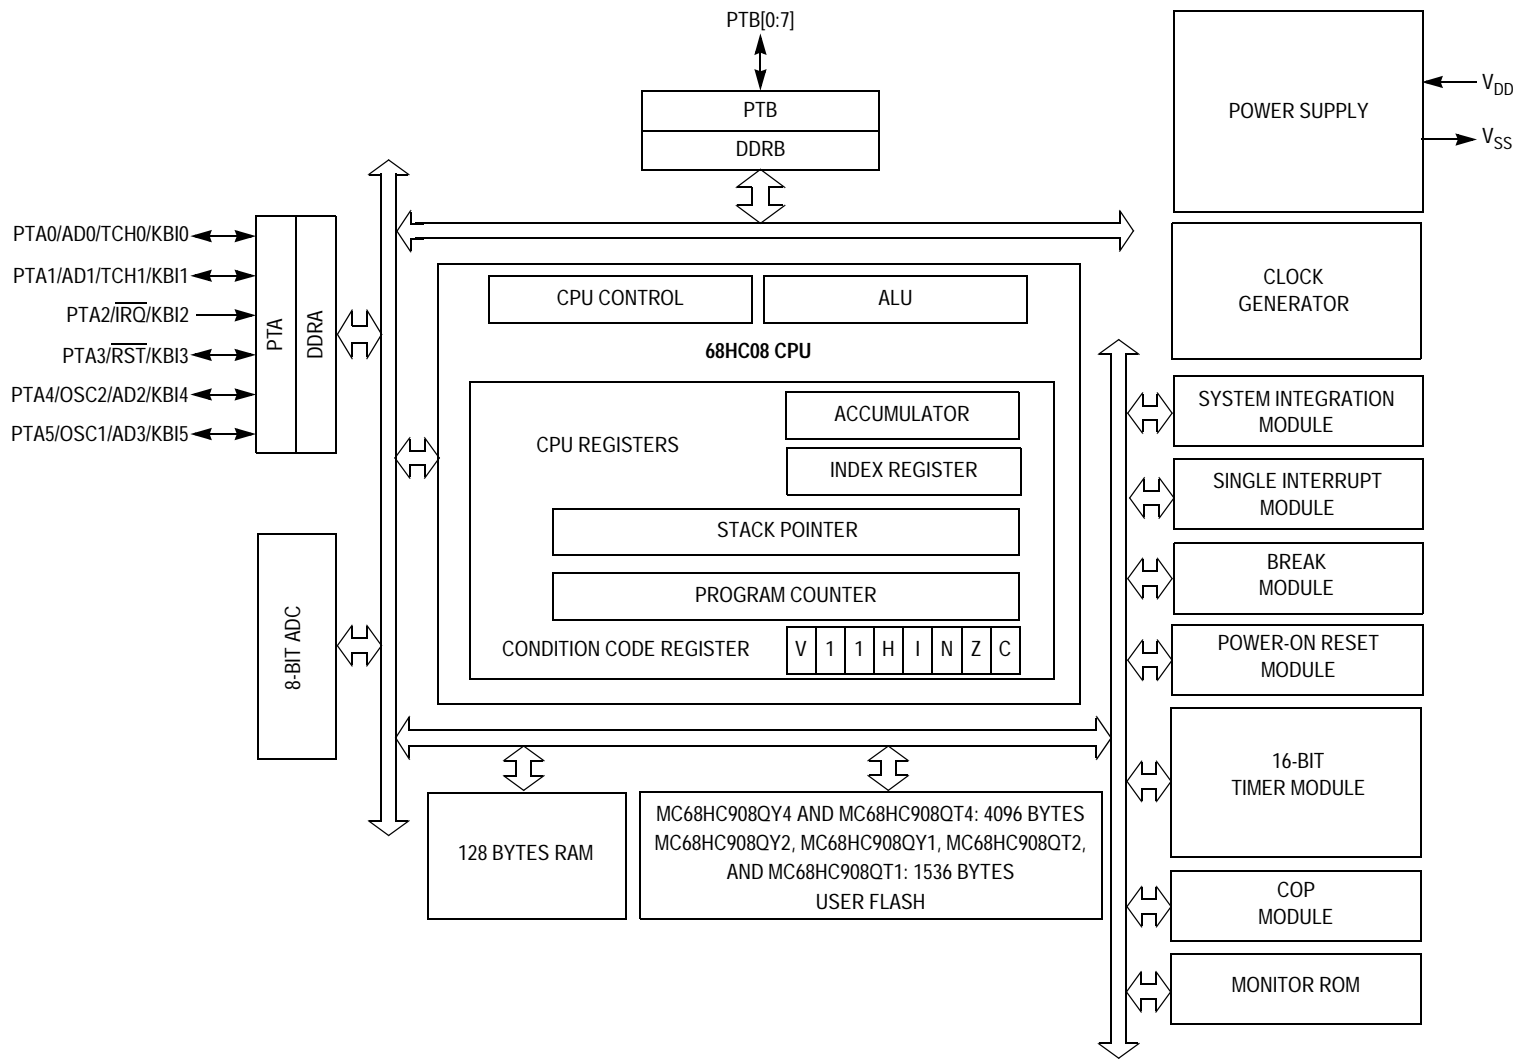 PTB[0:7]
PTB
DDRB
POWER SUPPLY
VDD
VSS
PTA0/AD0/TCH0/KBI0
PTA1/AD1/TCH1/KBI1
PTA2/IRQ/KBI2
PTA3/RST/KBI3
PTA4/OSC2/AD2/KBI4
PTA5/OSC1/AD3/KBI5
PTA
DDRA
8-BIT ADC
CPU CONTROL
ALU
68HC08 CPU
CPU REGISTERS
ACCUMULATOR
INDEX REGISTER
STACK POINTER
PROGRAM COUNTER
CONDITION CODE REGISTER
V 1 1 H I N Z C
128 BYTES RAM
MC68HC908QY4 AND MC68HC908QT4: 4096 BYTES
MC68HC908QY2, MC68HC908QY1, MC68HC908QT2,
AND MC68HC908QT1: 1536 BYTES
USER FLASH
CLOCK
GENERATOR
SYSTEM INTEGRATION
MODULE
SINGLE INTERRUPT
MODULE
BREAK
MODULE
POWER-ON RESET
MODULE
16-BIT
TIMER MODULE
COP
MODULE
MONITOR ROM